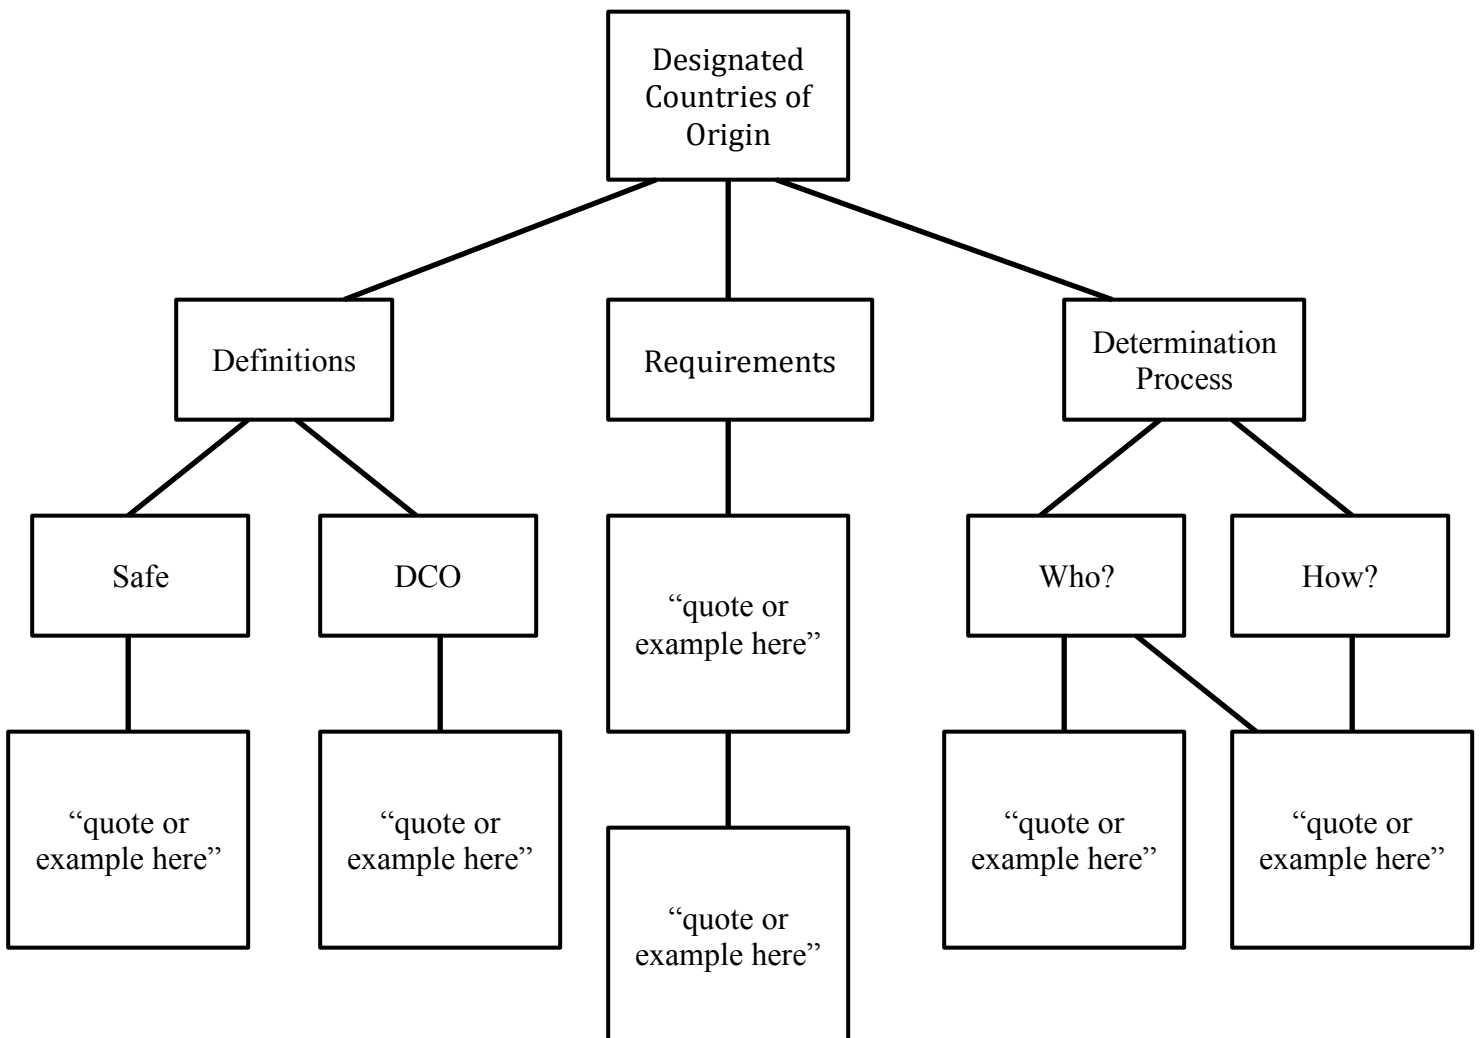 Designated
Countries of
Origin
Definitions
Requirements
Determination
Process
Safe
DCO
“quote or
example here”
Who?
How?
“quote or
example here”
“quote or
example here”
“quote or
example here”
“quote or
example here”
“quote or
example here”